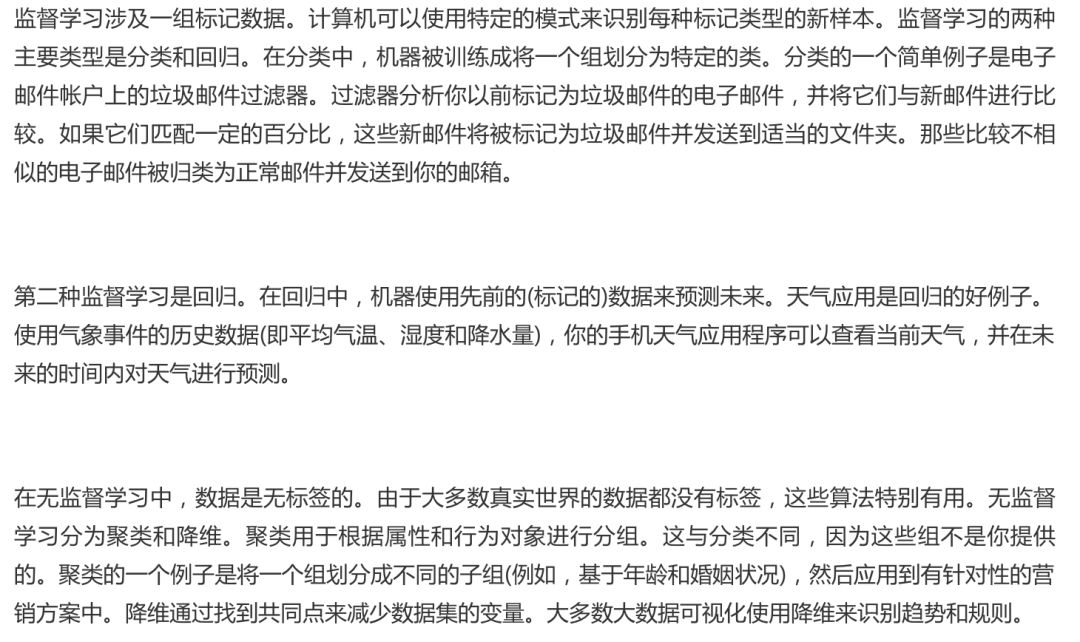 监督学习涉及一组标记数据。计算机可以使用特定的模式来识别每种标记类型的新样本。监督学习的两种
主要类型是分类和回归。在分类中，机器被训练成将一个组划分为特定的类。分类的一个简单例子是电子
邮件帐户上的垃圾邮件过滤器。过滤器分析你以前标记为垃圾邮件的电子邮件，并将它们与新邮件进行比
较。如果它们匹配一定的百分比，这些新邮件将被标记为垃圾邮件并发送到适当的文件夹。那些比较不相
似的电子邮件被归类为正常邮件并发送到你的邮箱。
第二种监督学习是回归。在回归中，机器使用先前的(标记的)数据来预测未来。天气应用是回归的好例子。
使用气象事件的历史数据(即平均气温、湿度和降水量)，你的手机天气应用程序可以查看当前天气，并在未
来的时间内对天气进行预测。
在无监督学习中，数据是无标签的。由于大多数真实世界的数据都没有标签，这些算法特别有用。无监督
学习分为聚类和降维。聚类用于根据属性和行为对象进行分组。这与分类不同，因为这些组不是你提供
的。聚类的一个例子是将一个组划分成不同的子组(例如，基于年龄和婚姻状况)，然后应用到有针对性的营
销方案中。降维通过找到共同点来减少数据集的变量。大多数大数据可视化使用降维来识别趋势和规则。